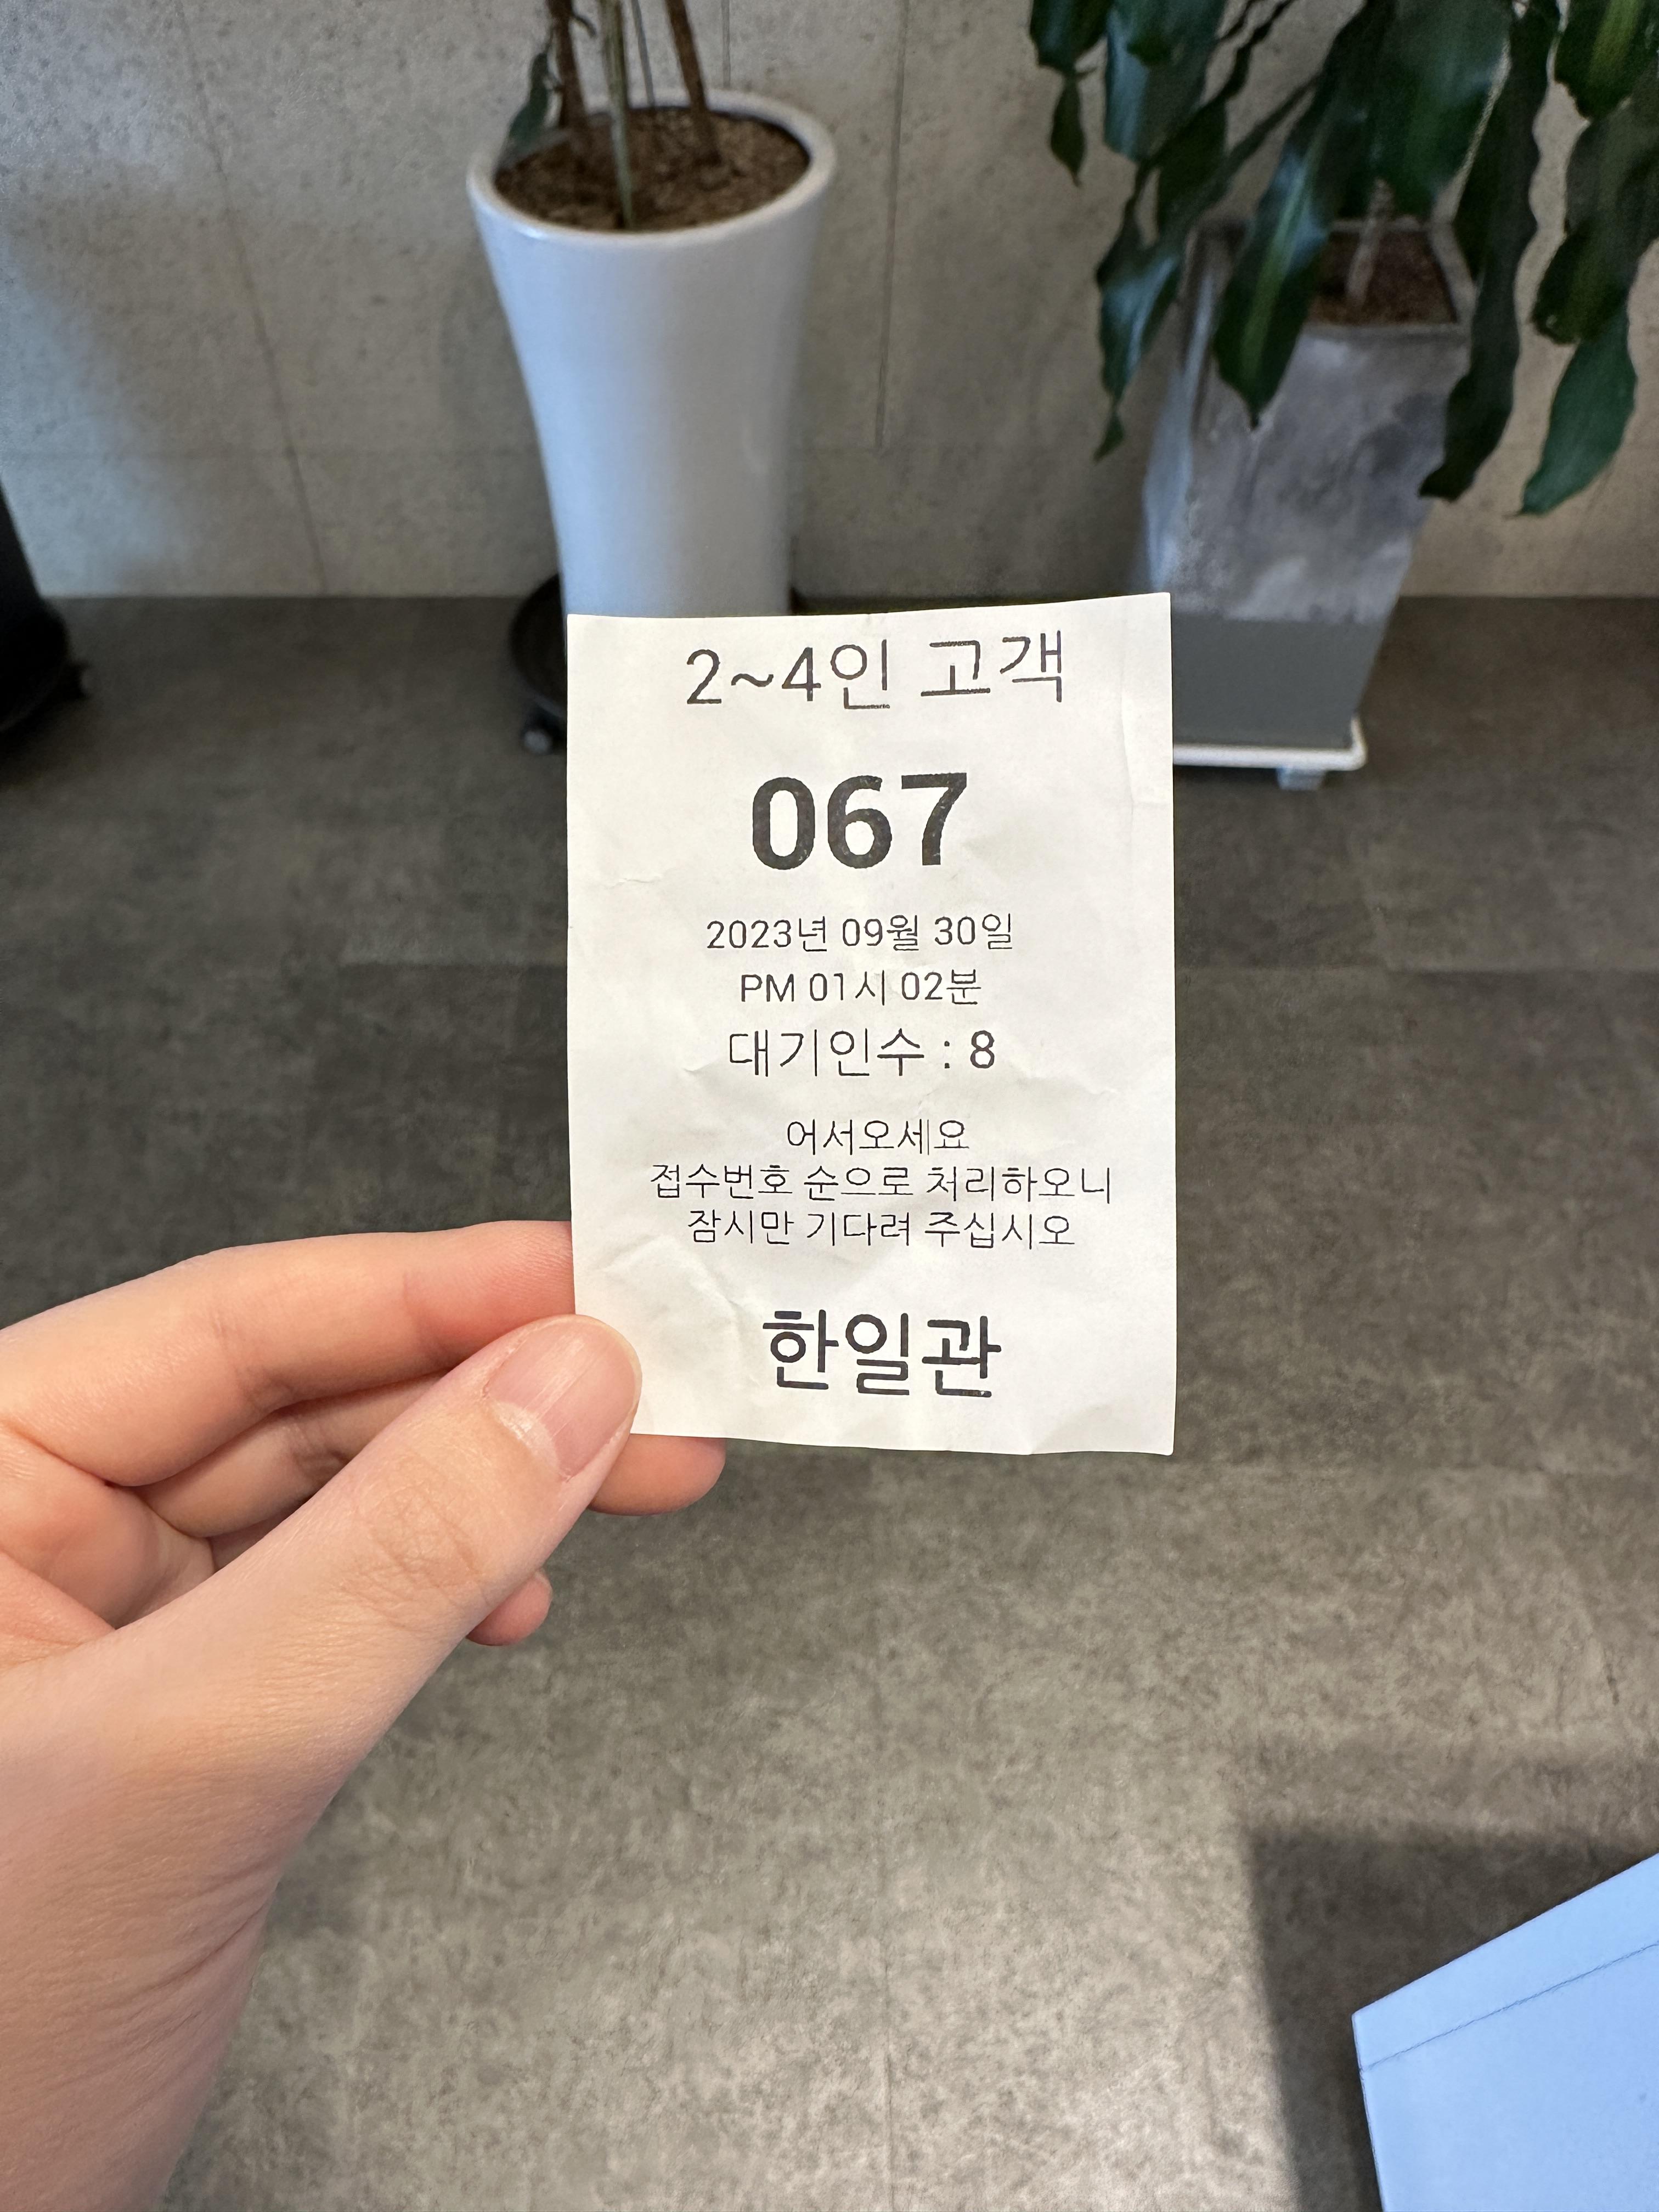 2~4인 고객
067
2023년 09월 30일
PM 01시 02분
대기인수 : 8
어서오세요
접수번호 순으로 처리하오니
잠시만 기다려 주십시오
한일관